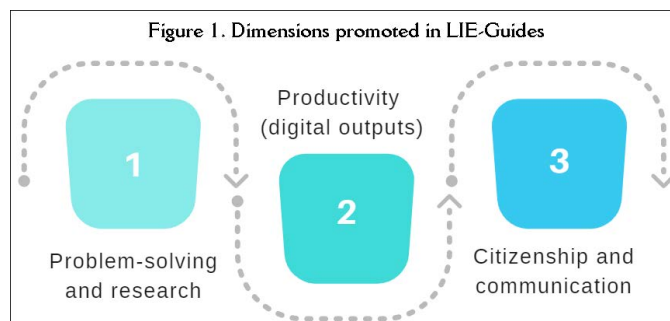 Figure 1. Dimensions promoted in LIE-Guides
1
Problem-solving
and research
Productivity
(digital outputs)
2
3
Citizenship and
communication